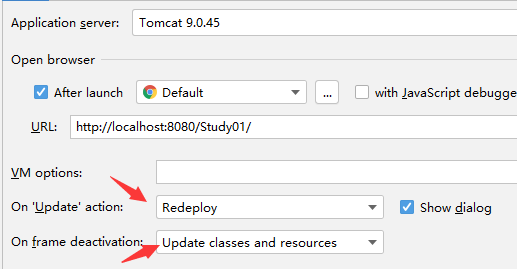 Application server: Tomcat 9.0.45
Open browser
After launch Default ... with JavaScript debugge
URL: http://localhost:8080/Study01/
VM options:
On 'Update' action: Redeploy Show dialog
On frame deactivation: Update classes and resources